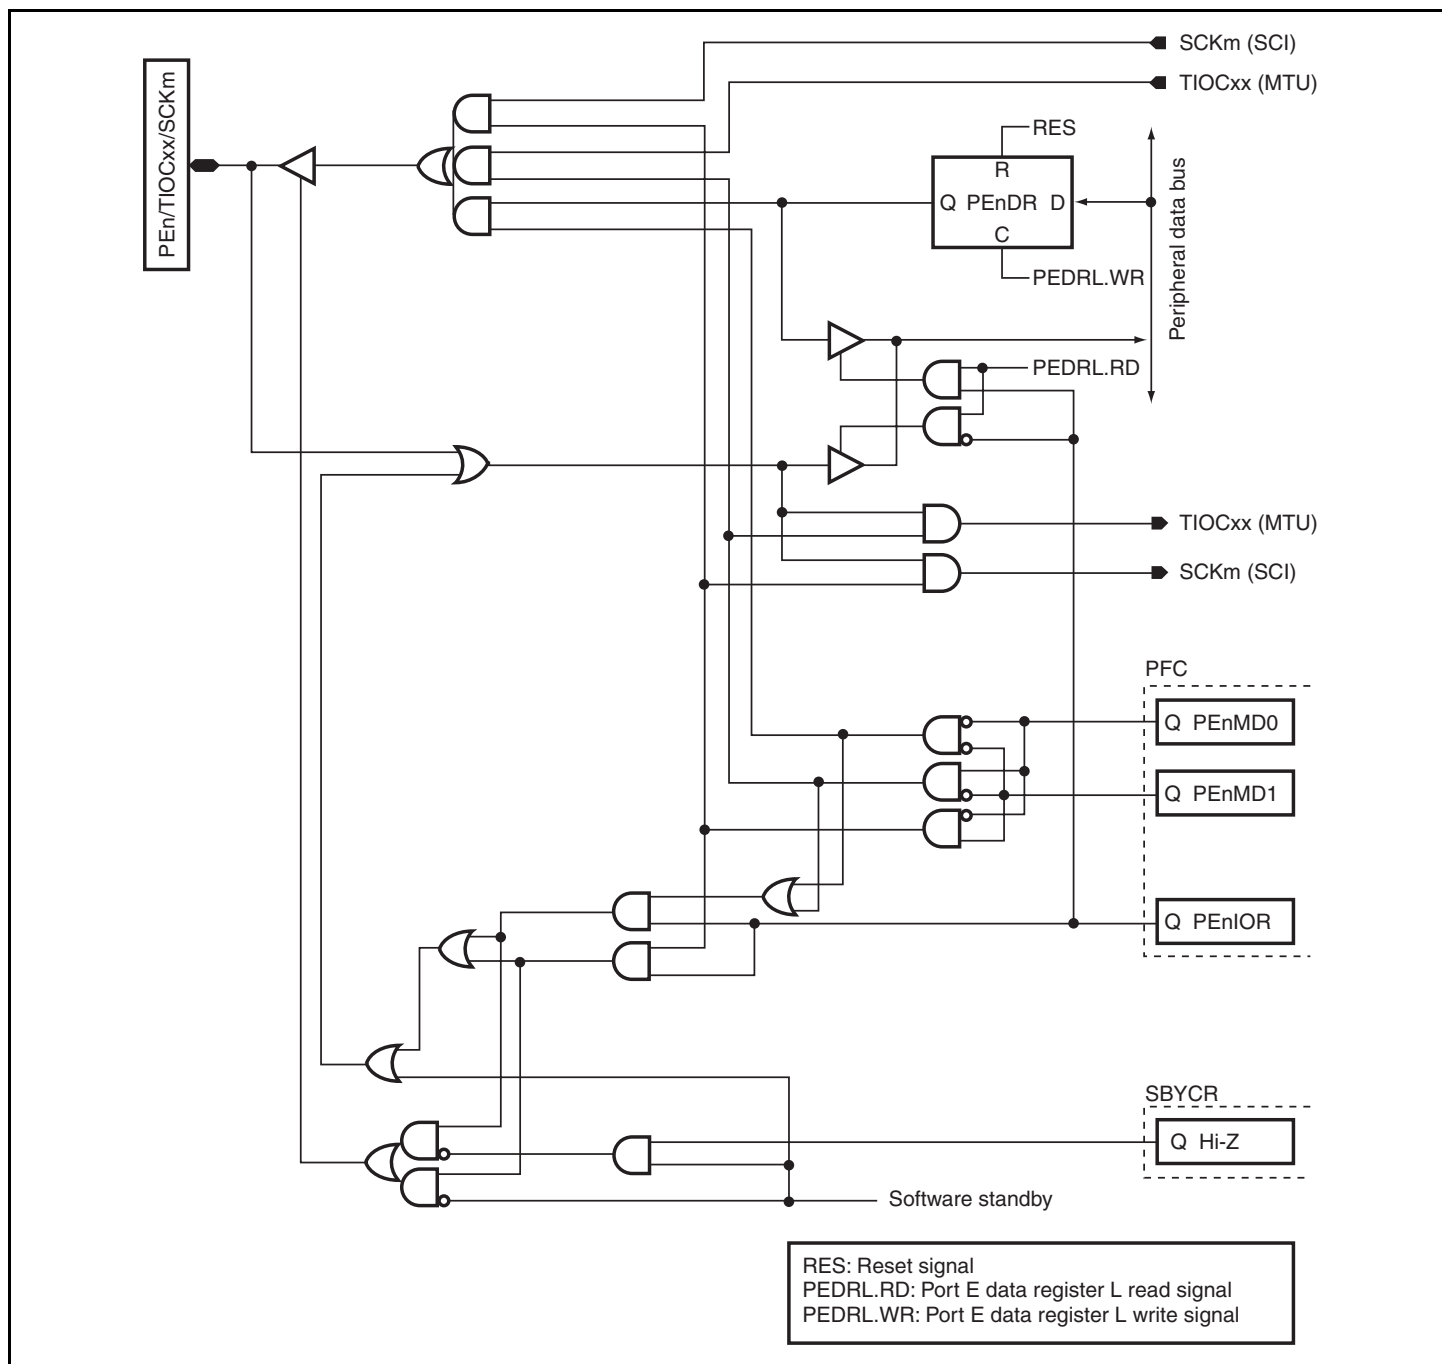 SCKm (SCI)
TIOCxx (MTU)
PEn/TIOCxx/SCKm
RES
R
Q PEnDR D
C
PEDRL.WR
Peripheral data bus
PEDRL.RD
TIOCxx (MTU)
SCKm (SCI)
PFC
Q PEnMD0
Q PEnMD1
Q PEnIOR
SBYCR
Q Hi-Z
Software standby
RES: Reset signal
PEDRL.RD: Port E data register L read signal
PEDRL.WR: Port E data register L write signal